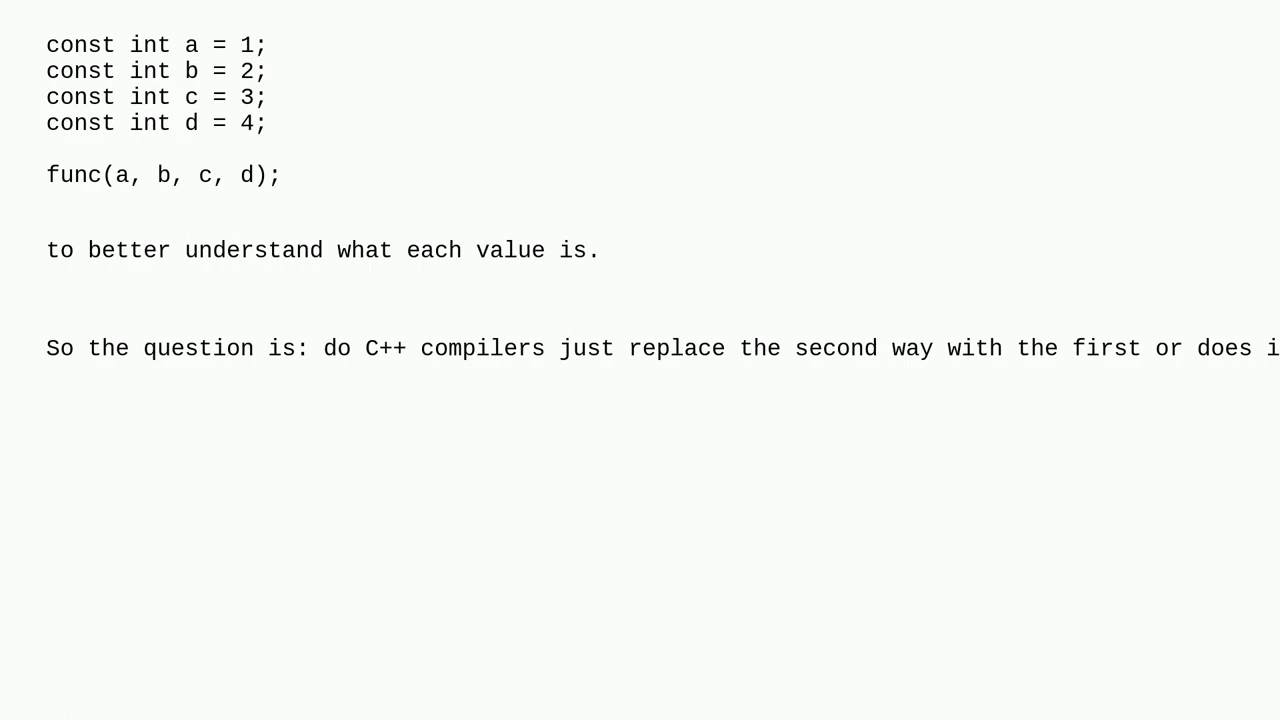 const int a = 1;
const int b = 2;
const int c = 3;
const int d = 4;
func(a, b, c, d);
to better understand what each value is.
So the question is: do C++ compilers just replace the second way with the first or does i